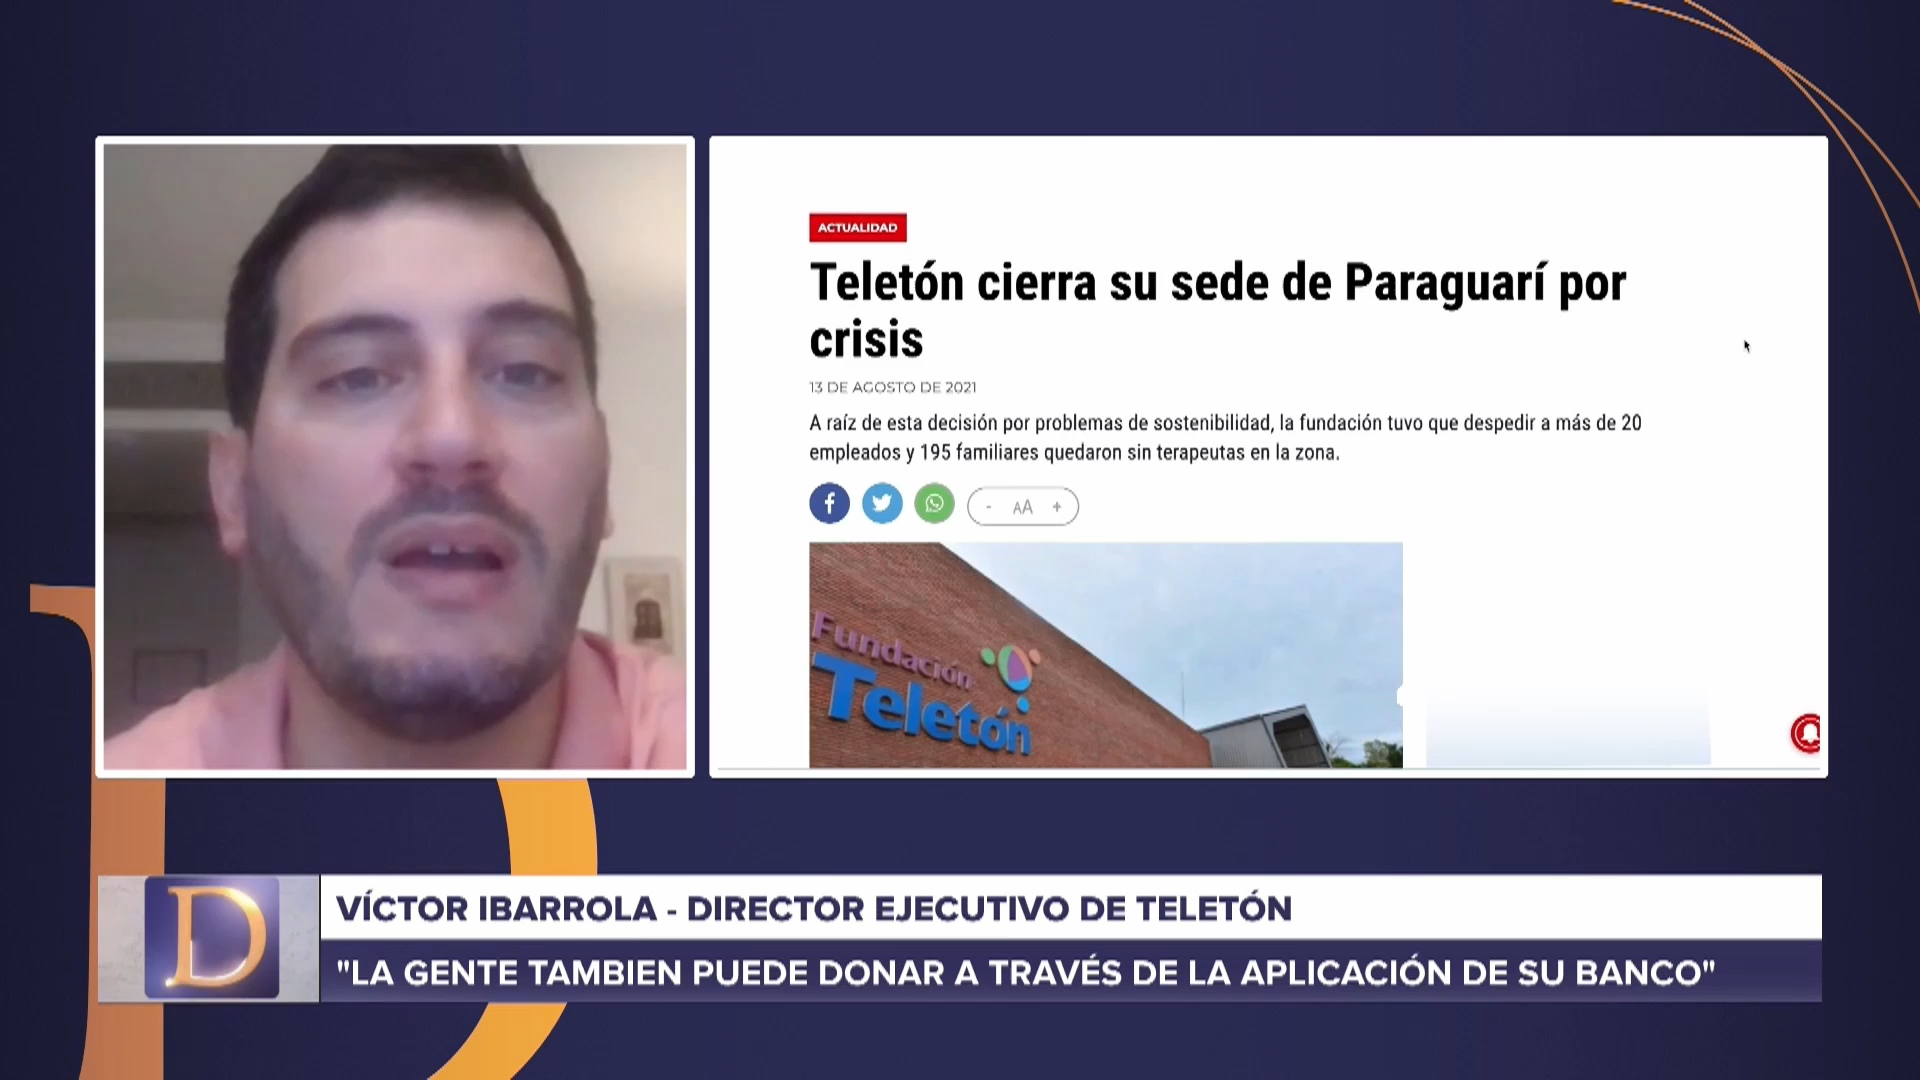 ACTUALIDAD
Teletón cierra su sede de Paraguarí por
crisis
13 DE AGOSTO DE 2021
A raíz de esta decisión por problemas de sostenibilidad, la fundación tuvo que despedir a más de 20
empleados y 195 familiares quedaron sin terapeutas en la zona.
- AA +
Fundación
Teletón
D
VÍCTOR IBARROLA - DIRECTOR EJECUTIVO DE TELETÓN
"LA GENTE TAMBIEN PUEDE DONAR A TRAVÉS DE LA APLICACIÓN DE SU BANCO"